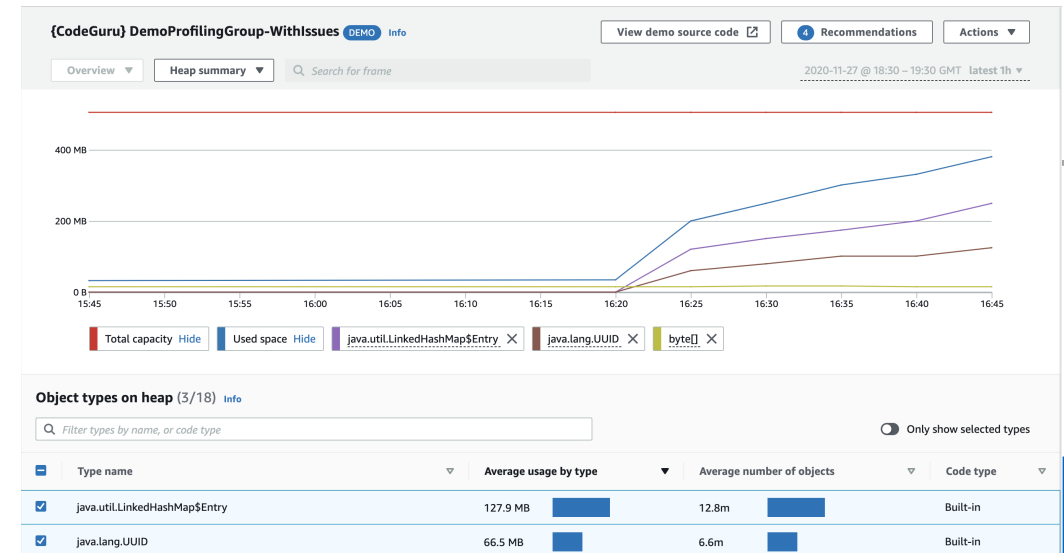 {CodeGuru} DemoProfilingGroup-WithIssues DEMO Info View demo source code 4 Recommendations Actions
Overview Heap summary Search for frame 2020-11-27 @ 18:30 – 19:30 GMT latest 1h
400 MB
200 MB
0 B
15:45 15:50 15:55 16:00 16:05 16:10 16:15 16:20 16:25 16:30 16:35 16:40 16:45
Total capacity Hide Used space Hide java.util.LinkedHashMap$Entry java.lang.UUID byte[]
Object types on heap (3/18) Info
Filter types by name, or code type Only show selected types
Type name Average usage by type Average number of objects Code type
java.util.LinkedHashMap$Entry 127.9 MB 12.8m Built-in
java.lang.UUID 66.5 MB 6.6m Built-in